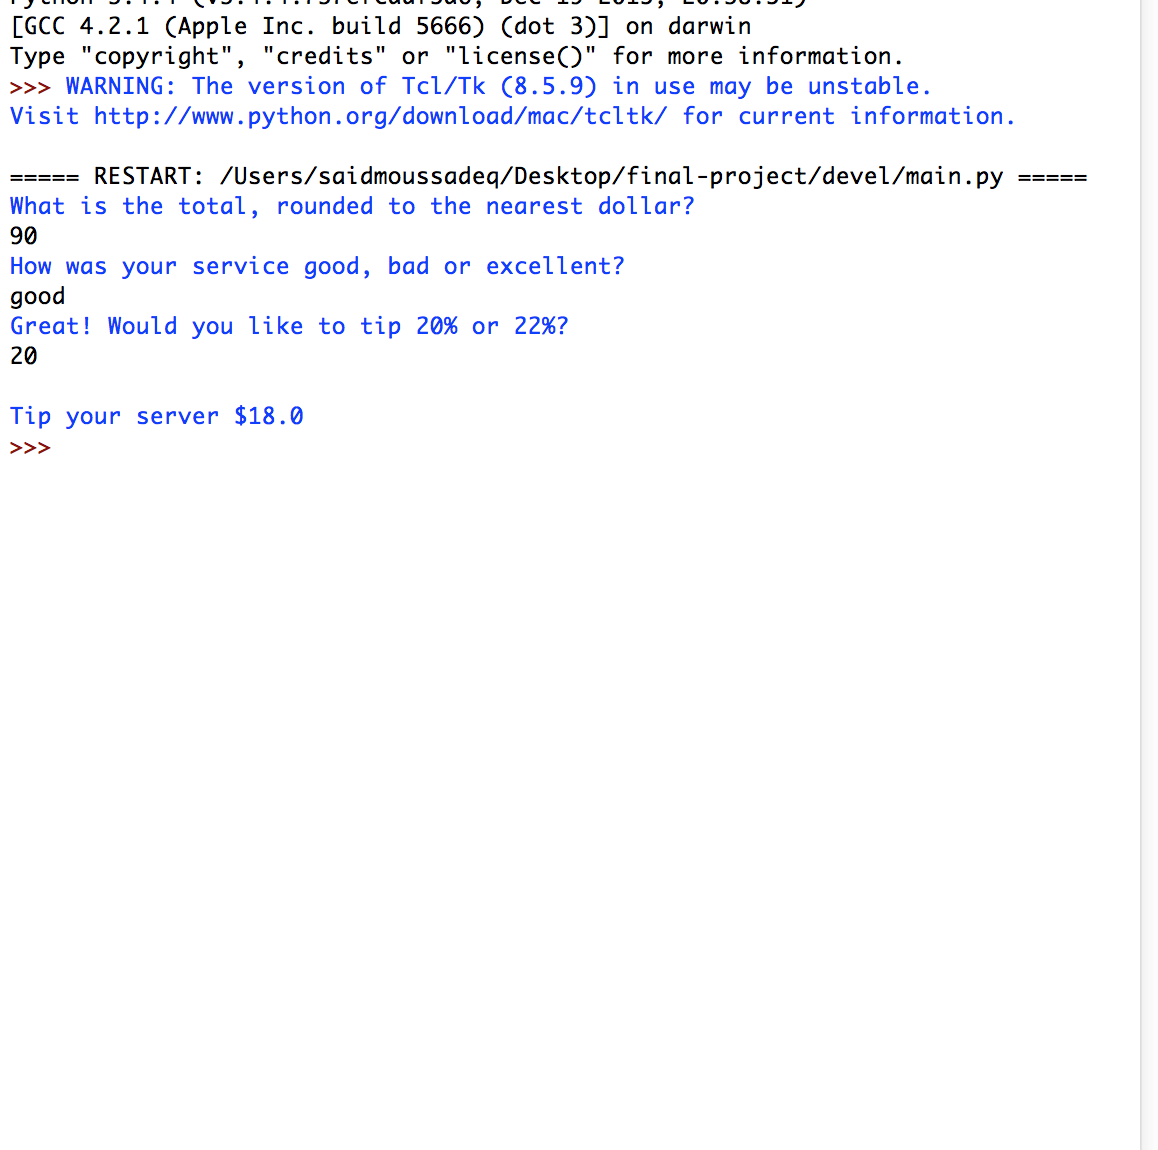 [GCC 4.2.1 (Apple Inc. build 5666) (dot 3)] on darwin
Type "copyright", "credits" or "license()" for more information.
>>> WARNING: The version of Tcl/Tk (8.5.9) in use may be unstable.
Visit http://www.python.org/download/mac/tcltk/ for current information.
===== RESTART: /Users/saidmoussadeq/Desktop/final-project/devel/main.py =====
What is the total, rounded to the nearest dollar?
90
How was your service good, bad or excellent?
good
Great! Would you like to tip 20% or 22%?
20
Tip your server $18.0
>>>